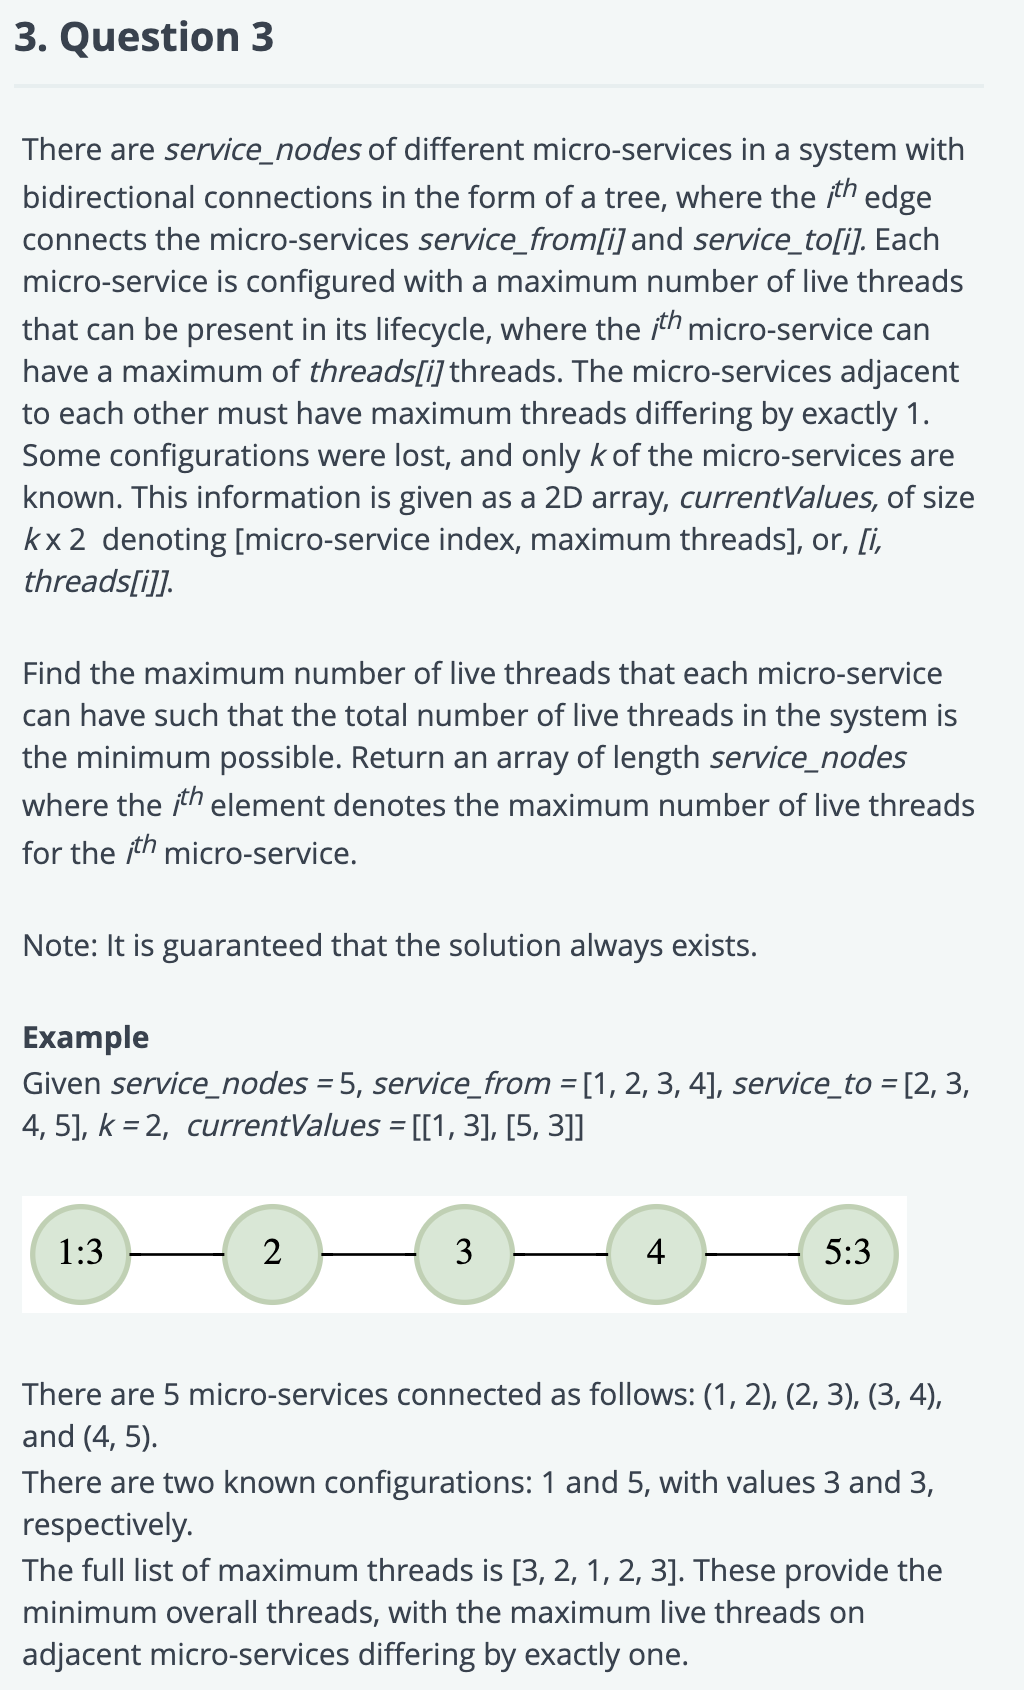 3. Question 3
There are service_nodes of different micro-services in a system with
bidirectional connections in the form of a tree, where the ith edge
connects the micro-services service_from[i] and service_to[i]. Each
micro-service is configured with a maximum number of live threads
that can be present in its lifecycle, where the ith micro-service can
have a maximum of threads[i] threads. The micro-services adjacent
to each other must have maximum threads differing by exactly 1.
Some configurations were lost, and only k of the micro-services are
known. This information is given as a 2D array, currentValues, of size
k x 2 denoting [micro-service index, maximum threads], or, [i,
threads[i]].
Find the maximum number of live threads that each micro-service
can have such that the total number of live threads in the system is
the minimum possible. Return an array of length service_nodes
where the ith element denotes the maximum number of live threads
for the ith micro-service.
Note: It is guaranteed that the solution always exists.
Example
Given service_nodes = 5, service_from = [1, 2, 3, 4], service_to = [2, 3,
4, 5], k = 2, currentValues = [[1, 3], [5, 3]]
1:3 2 3 4 5:3
There are 5 micro-services connected as follows: (1, 2), (2, 3), (3, 4),
and (4, 5).
There are two known configurations: 1 and 5, with values 3 and 3,
respectively.
The full list of maximum threads is [3, 2, 1, 2, 3]. These provide the
minimum overall threads, with the maximum live threads on
adjacent micro-services differing by exactly one.